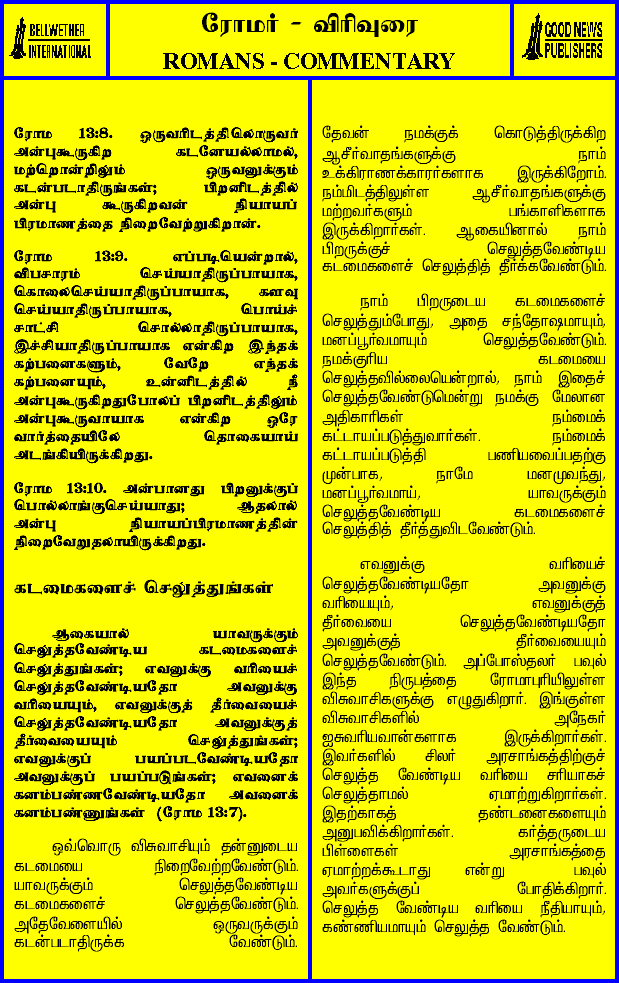 BELLWETHER
INTERNATIONAL
ரோமர் - விரிவுரை
ROMANS - COMMENTARY
GOOD NEWS
PUBLISHERS
ரோம 13:8. ஒருவரிடத்திலொருவர்
அன்புகூருகிற கடனேயல்லாமல்,
மற்றொன்றிலும் ஒருவனுக்கும்
கடன்படாதிருங்கள்; பிறனிடத்தில்
அன்பு கூருகிறவன் நியாயப்
பிரமாணத்தை நிறைவேற்றுகிறான்.
ரோம 13:9. எப்படியென்றால்,
விபசாரம் செய்யாதிருப்பாயாக,
கொலைசெய்யாதிருப்பாயாக, களவு
செய்யாதிருப்பாயாக, பொய்ச்
சாட்சி சொல்லாதிருப்பாயாக,
இச்சியாதிருப்பாயாக என்கிற இந்தக்
கற்பனைகளும், வேறே எந்தக்
கற்பனையும், உன்னிடத்தில் நீ
அன்புகூருகிறதுபோலப் பிறனிடத்திலும்
அன்புகூருவாயாக என்கிற ஒரே
வார்த்தையிலே தொகையாய்
அடங்கியிருக்கிறது.
ரோம 13:10. அன்பானது பிறனுக்குப்
பொல்லாங்குசெய்யாது; ஆதலால்
அன்பு நியாயப்பிரமாணத்தின்
நிறைவேறுதலாயிருக்கிறது.
கடமைகளைச் செலுத்துங்கள்
ஆகையால் யாவருக்கும்
செலுத்தவேண்டிய கடமைகளைச்
செலுத்துங்கள்; எவனுக்கு வரியைச்
செலுத்தவேண்டியதோ அவனுக்கு
வரியையும், எவனுக்குத் தீர்வையைச்
செலுத்தவேண்டியதோ அவனுக்குத்
தீர்வையையும் செலுத்துங்கள்;
எவனுக்குப் பயப்படவேண்டியதோ
அவனுக்குப் பயப்படுங்கள்; எவனைக்
கனம்பண்ணவேண்டியதோ அவனைக்
கனம்பண்ணுங்கள் (ரோம 13:7).
ஒவ்வொரு விசுவாசியும் தன்னுடைய
கடமையை நிறைவேற்றவேண்டும்.
யாவருக்கும் செலுத்தவேண்டிய
கடமைகளைச் செலுத்தவேண்டும்.
அதேவேளையில் ஒருவருக்கும்
கடன்படாதிருக்க வேண்டும்.
தேவன் நமக்குக் கொடுத்திருக்கிற
ஆசீர்வாதங்களுக்கு நாம்
உக்கிராணக்காரர்களாக இருக்கிறோம்.
நம்மிடத்திலுள்ள ஆசீர்வாதங்களுக்கு
மற்றவர்களும் பங்காளிகளாக
இருக்கிறார்கள். ஆகையினால் நாம்
பிறருக்குச் செலுத்தவேண்டிய
கடமைகளைச் செலுத்தித் தீர்க்கவேண்டும்.
நாம் பிறருடைய கடமைகளைச்
செலுத்தும்போது, அதை சந்தோஷமாயும்,
மனப்பூர்வமாயும் செலுத்தவேண்டும்.
நமக்குரிய கடமையை
செலுத்தவில்லையென்றால், நாம் இதைச்
செலுத்தவேண்டுமென்று நமக்கு மேலான
அதிகாரிகள் நம்மைக்
கட்டாயப்படுத்துவார்கள். நம்மைக்
கட்டாயப்படுத்தி பணியவைப்பதற்கு
முன்பாக, நாமே மனமுவந்து,
மனப்பூர்வமாய், யாவருக்கும்
செலுத்தவேண்டிய கடமைகளைச்
செலுத்தித் தீர்த்துவிடவேண்டும்.
எவனுக்கு வரியைச்
செலுத்தவேண்டியதோ அவனுக்கு
வரியையும், எவனுக்குத்
தீர்வையை செலுத்தவேண்டியதோ
அவனுக்குத் தீர்வையையும்
செலுத்தவேண்டும். அப்போஸ்தலர் பவுல்
இந்த நிருபத்தை ரோமாபுரியிலுள்ள
விசுவாசிகளுக்கு எழுதுகிறார். இங்குள்ள
விசுவாசிகளில் அநேகர்
ஐசுவரியவான்களாக இருக்கிறார்கள்.
இவர்களில் சிலர் அரசாங்கத்திற்குச்
செலுத்த வேண்டிய வரியை சரியாகச்
செலுத்தாமல் ஏமாற்றுகிறார்கள்.
இதற்காகத் தண்டனைகளையும்
அனுபவிக்கிறார்கள். கர்த்தருடைய
பிள்ளைகள் அரசாங்கத்தை
ஏமாற்றக்கூடாது என்று பவுல்
அவர்களுக்குப் போதிக்கிறார்.
செலுத்த வேண்டிய வரியை நீதியாயும்,
கண்ணியமாயும் செலுத்த வேண்டும்.